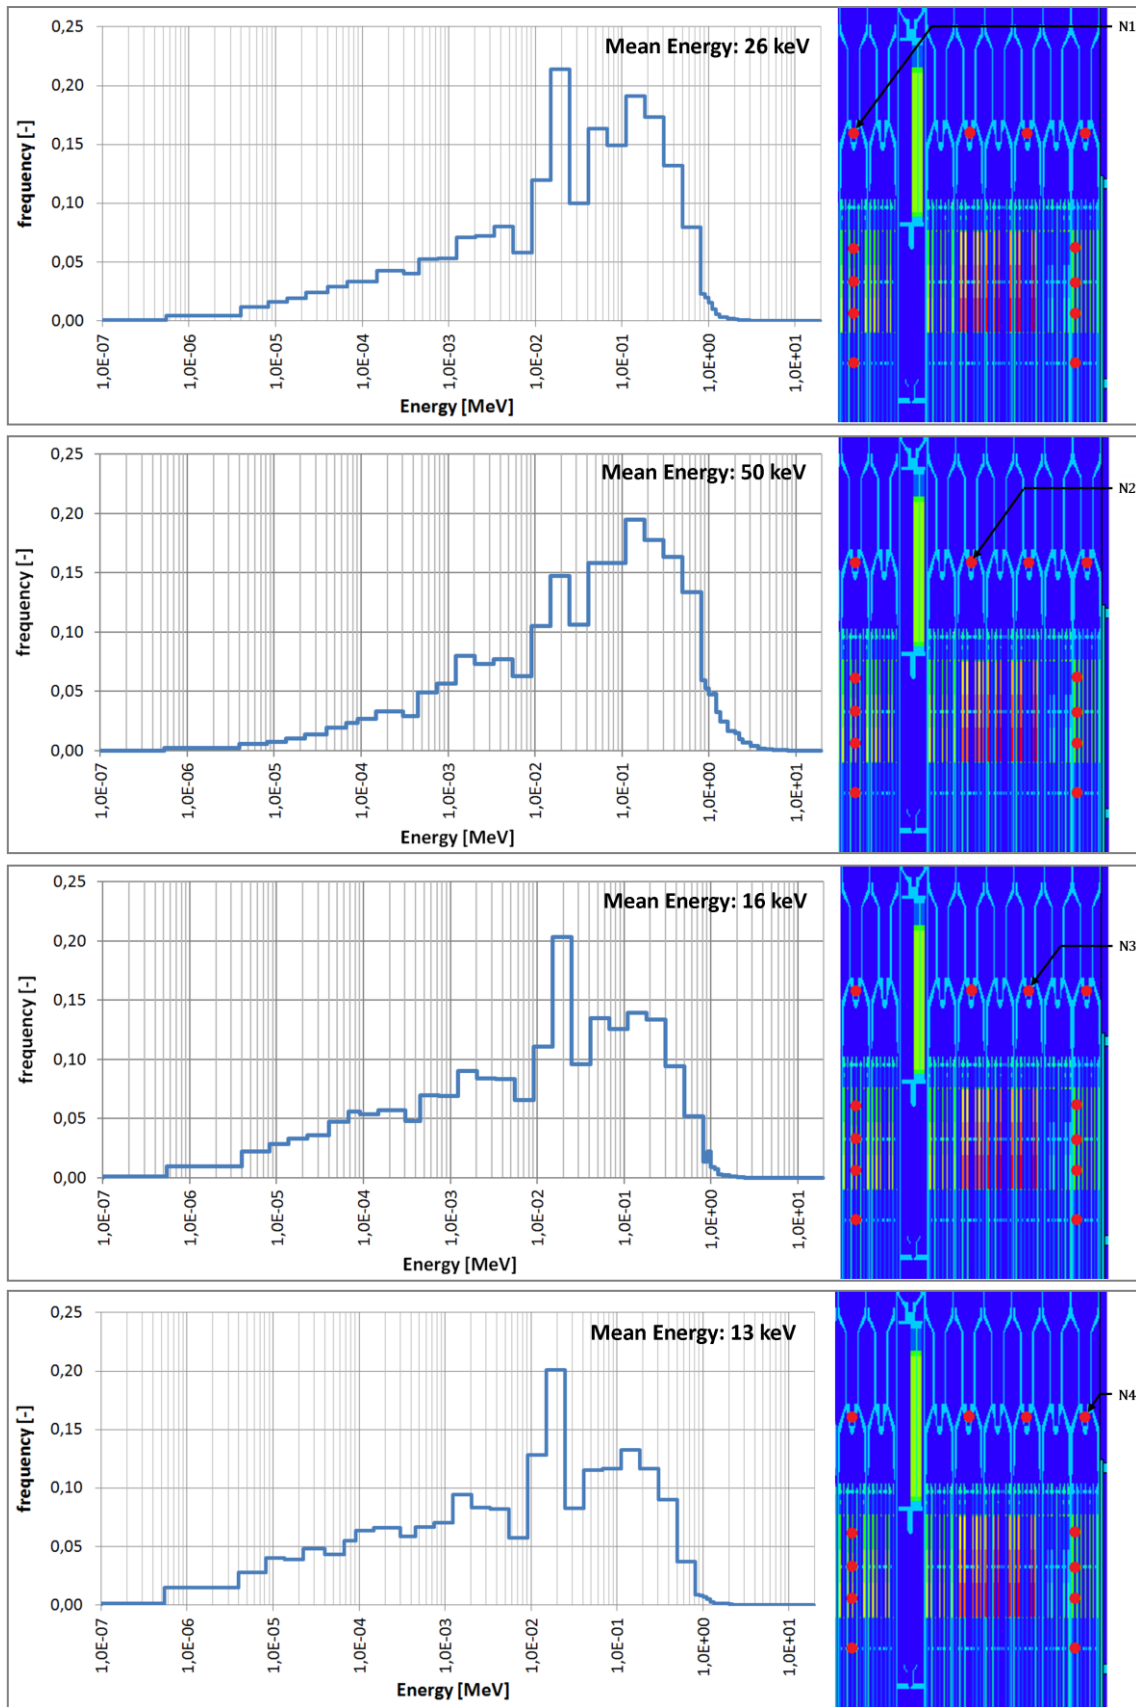 Mean Energy: 26 keV
N1
frequency [-]
0,25
0,20
0,15
0,10
0,05
0,00
1,0E-07
1,0E-06
1,0E-05
1,0E-04
1,0E-03
1,0E-02
1,0E-01
1,0E+00
1,0E+01
Energy [MeV]
Mean Energy: 50 keV
N2
frequency [-]
0,25
0,20
0,15
0,10
0,05
0,00
1,0E-07
1,0E-06
1,0E-05
1,0E-04
1,0E-03
1,0E-02
1,0E-01
1,0E+00
1,0E+01
Energy [MeV]
Mean Energy: 16 keV
N3
frequency [-]
0,25
0,20
0,15
0,10
0,05
0,00
1,0E-07
1,0E-06
1,0E-05
1,0E-04
1,0E-03
1,0E-02
1,0E-01
1,0E+00
1,0E+01
Energy [MeV]
Mean Energy: 13 keV
N4
frequency [-]
0,25
0,20
0,15
0,10
0,05
0,00
1,0E-07
1,0E-06
1,0E-05
1,0E-04
1,0E-03
1,0E-02
1,0E-01
1,0E+00
1,0E+01
Energy [MeV]